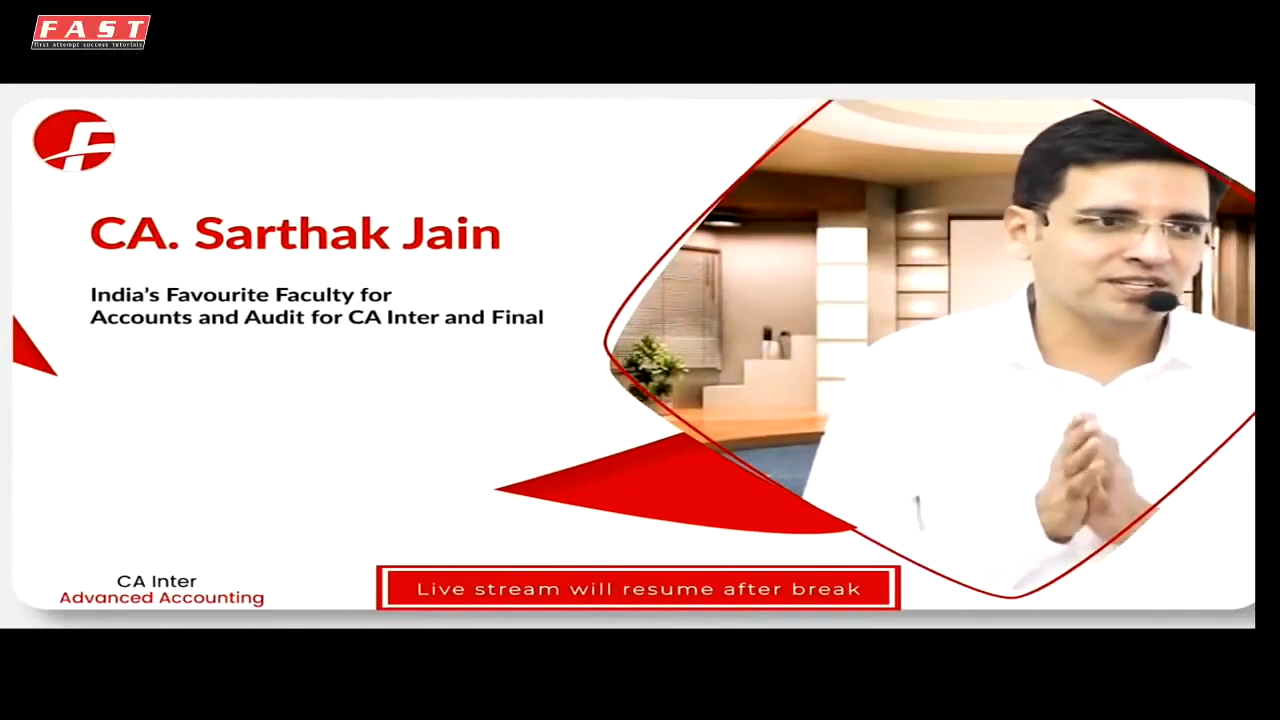 FAST
first attempt success tutorials
F
CA. Sarthak Jain
India's Favourite Faculty for
Accounts and Audit for CA Inter and Final
CA Inter
Advanced Accounting
Live stream will resume after break